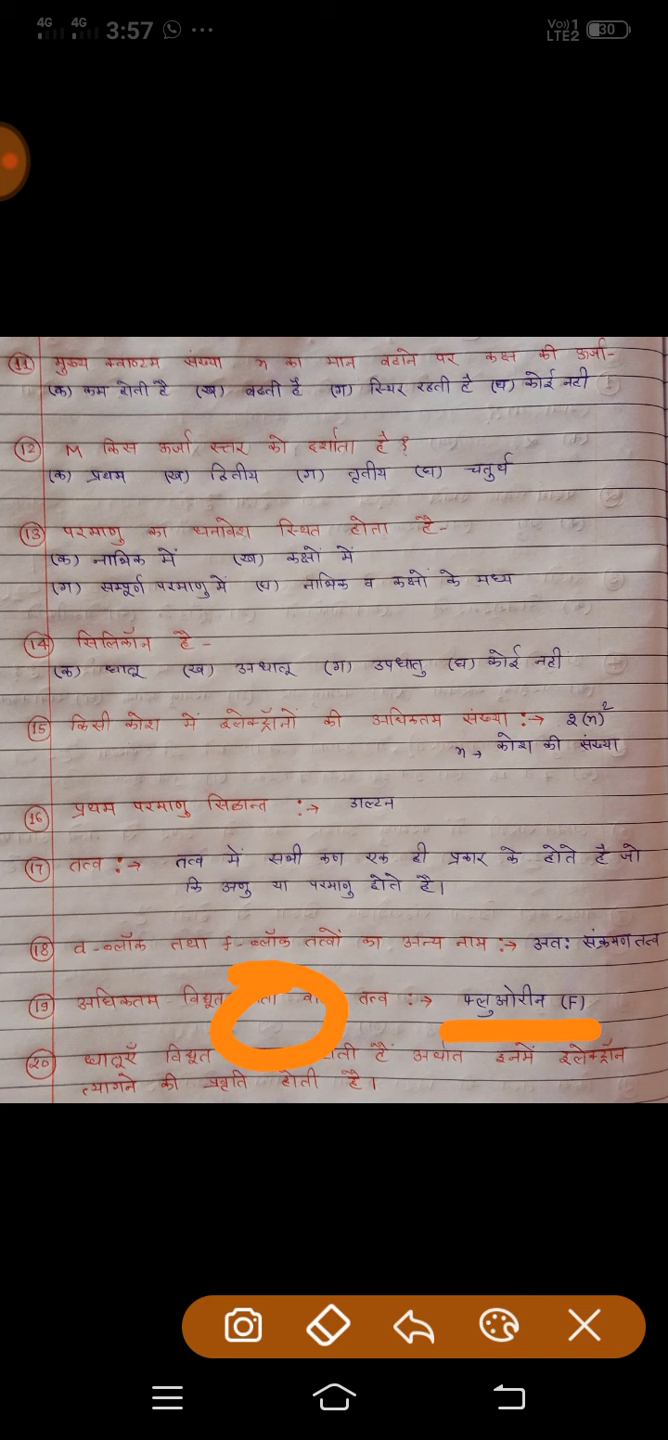 4G 4G 3:57 ...
Vo)) 1
LTE2 30
(11) मुख्य क्वाण्टम संख्या n का मान बढाने पर कक्ष की ऊर्जा-
(क) कम होती है (ख) बढती है (ग) स्थिर रहती है (घ) कोई नही
(12) M किस ऊर्जा स्तर को दर्शाता है ?
(क) प्रथम (ख) द्वितीय (ग) तृतीय (घ) चतुर्थ
(13) परमाणु का धनावेश स्थित होता है-
(क) नाभिक में (ख) कक्षों में
(ग) सम्पूर्ण परमाणु में (घ) नाभिक व कक्षों के मध्य
(14) सिलिकॉन है -
(क) धातू (ख) अधातू (ग) उपधातु (घ) कोई नही
(15) किसी कोश में इलेक्ट्रॉनों की अधिकतम संख्या :→ 2(n)²
n → कोश की संख्या
(16) प्रथम परमाणु सिद्धान्त :→ डाल्टन
(17) तत्व :→ तत्व में सभी कण एक ही प्रकार के होते है जो
कि अणु या परमाणु होते है।
(18) d-ब्लॉक तथा f-ब्लॉक तत्वों का अन्य नाम :→ अतः संक्रमण तत्व
(19) अधिकतम विधूत तत्व :→ फ्लुओरीन (F)
(20) धातूएँ विधूत हैं अर्थात इनमें इलेक्ट्रॉन
त्यागने की प्रवृति होती है।